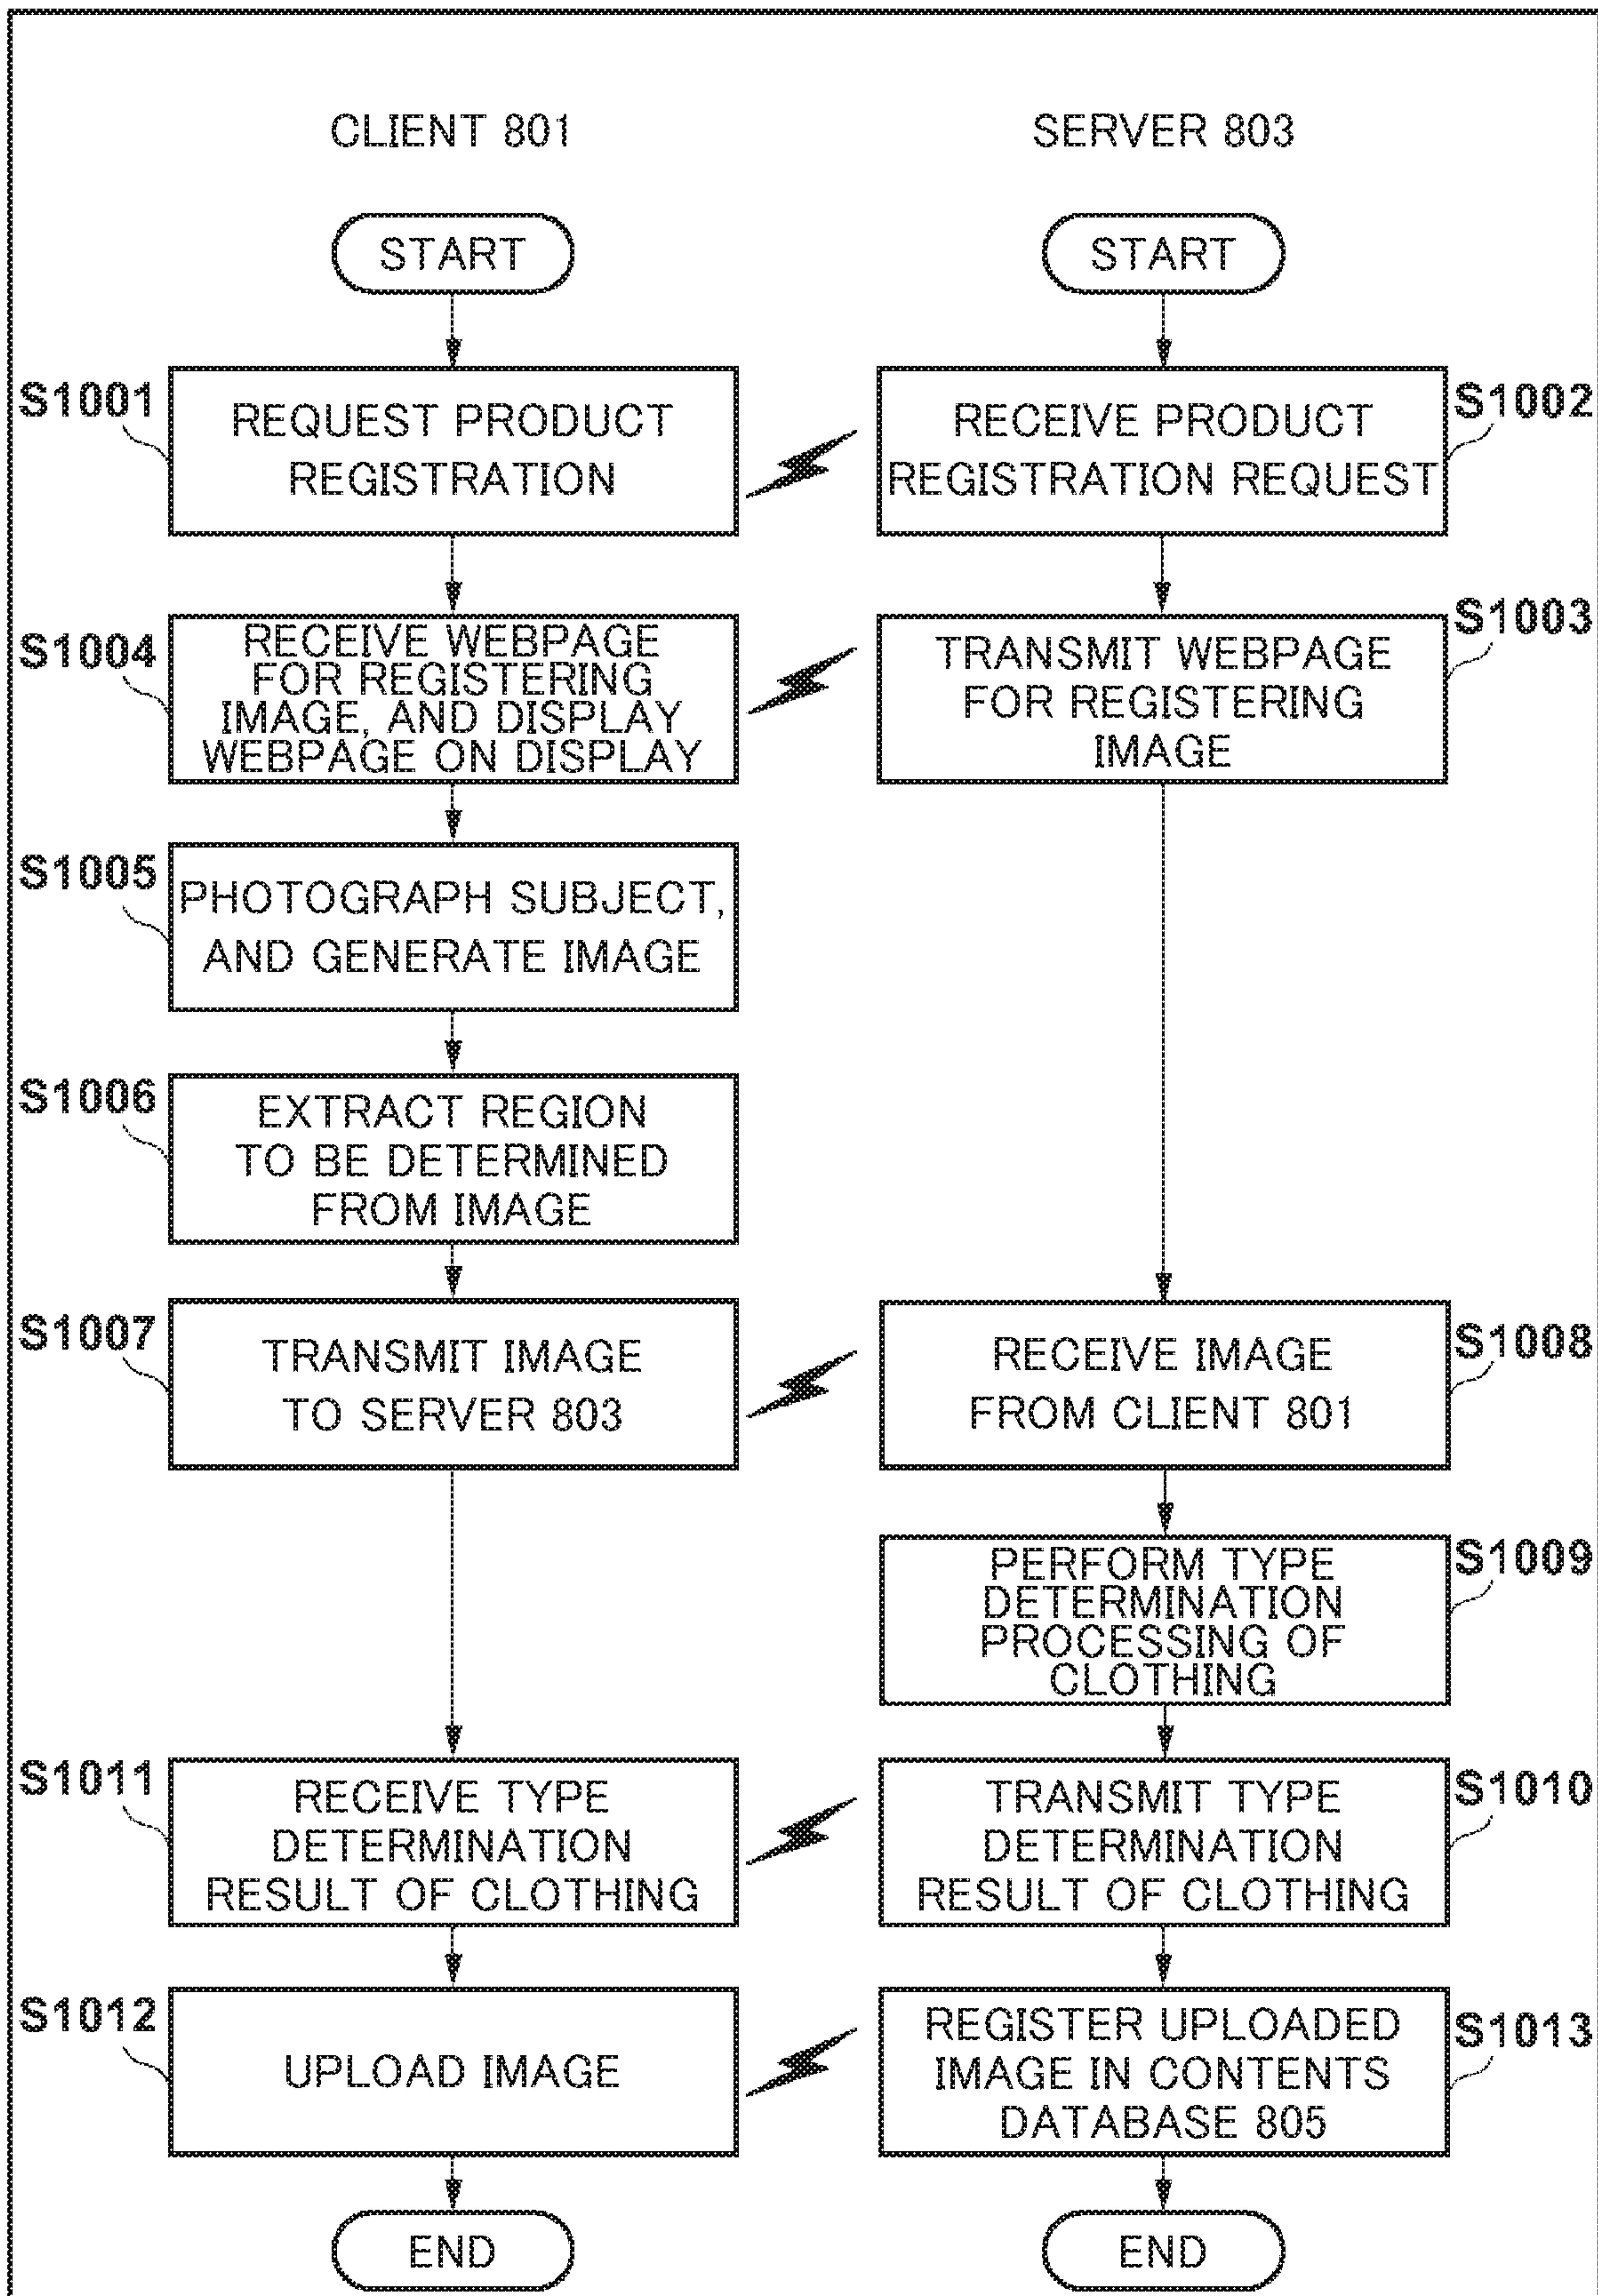 CLIENT 801
SERVER 803
START
START
S1001
REQUEST PRODUCT
REGISTRATION
RECEIVE PRODUCT
REGISTRATION REQUEST
S1002
S1004
RECEIVE WEBPAGE
FOR REGISTERING
IMAGE, AND DISPLAY
WEBPAGE ON DISPLAY
TRANSMIT WEBPAGE
FOR REGISTERING
IMAGE
S1003
S1005
PHOTOGRAPH SUBJECT,
AND GENERATE IMAGE
S1006
EXTRACT REGION
TO BE DETERMINED
FROM IMAGE
S1007
TRANSMIT IMAGE
TO SERVER 803
RECEIVE IMAGE
FROM CLIENT 801
S1008
PERFORM TYPE
DETERMINATION
PROCESSING OF
CLOTHING
S1009
S1011
RECEIVE TYPE
DETERMINATION
RESULT OF CLOTHING
TRANSMIT TYPE
DETERMINATION
RESULT OF CLOTHING
S1010
S1012
UPLOAD IMAGE
REGISTER UPLOADED
IMAGE IN CONTENTS
DATABASE 805
S1013
END
END